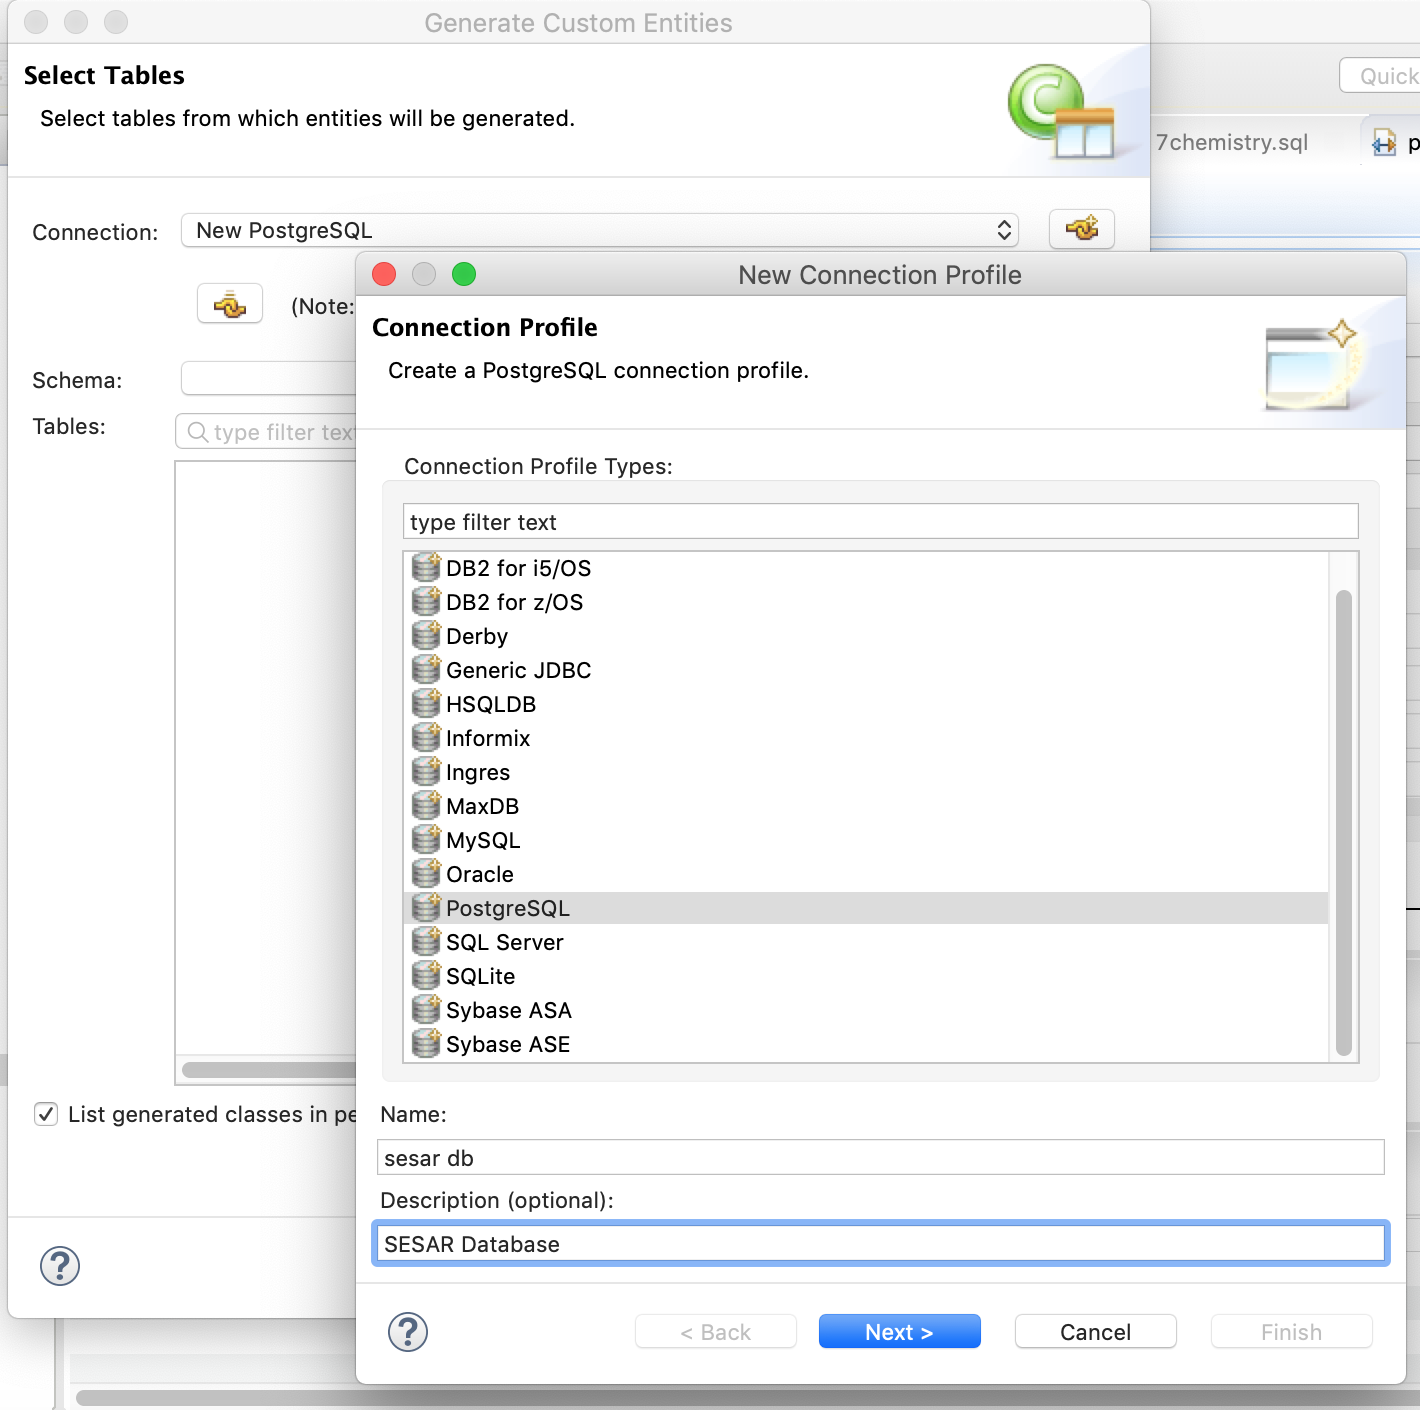 Generate Custom Entities
Select Tables
Select tables from which entities will be generated.
Quick
7chemistry.sql
p
Connection:
New PostgreSQL
(Note:
Schema:
Tables:
type filter text
List generated classes in pe
?
New Connection Profile
Connection Profile
Create a PostgreSQL connection profile.
Connection Profile Types:
type filter text
DB2 for i5/OS
DB2 for z/OS
Derby
Generic JDBC
HSQLDB
Informix
Ingres
MaxDB
MySQL
Oracle
PostgreSQL
SQL Server
SQLite
Sybase ASA
Sybase ASE
Name:
sesar db
Description (optional):
SESAR Database
?
< Back
Next >
Cancel
Finish